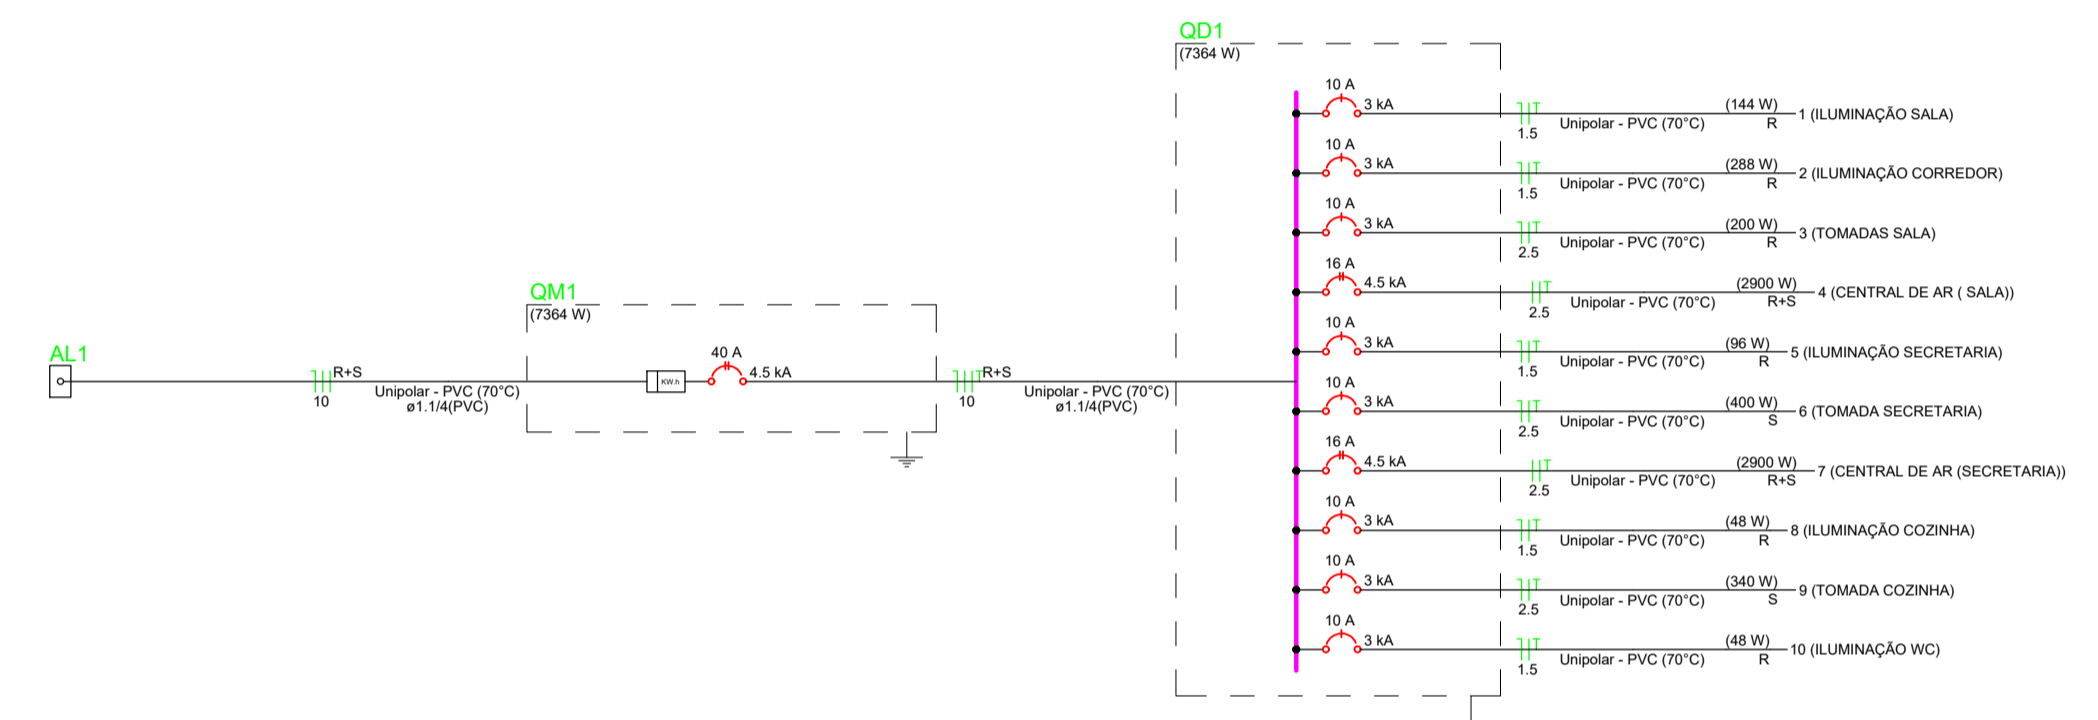 AL1
R+S
10
Unipolar - PVC (70°C)
ø1.1/4(PVC)
QM1
(7364 W)
KW.h
40 A
4.5 kA
R+S
10
Unipolar - PVC (70°C)
ø1.1/4(PVC)
QD1
(7364 W)
10 A
3 kA
1.5
Unipolar - PVC (70°C)
(144 W)
R
1 (ILUMINAÇÃO SALA)
10 A
3 kA
1.5
Unipolar - PVC (70°C)
(288 W)
R
2 (ILUMINAÇÃO CORREDOR)
10 A
3 kA
2.5
Unipolar - PVC (70°C)
(200 W)
R
3 (TOMADAS SALA)
16 A
4.5 kA
2.5
Unipolar - PVC (70°C)
(2900 W)
R+S
4 (CENTRAL DE AR ( SALA))
10 A
3 kA
1.5
Unipolar - PVC (70°C)
(96 W)
R
5 (ILUMINAÇÃO SECRETARIA)
10 A
3 kA
2.5
Unipolar - PVC (70°C)
(400 W)
S
6 (TOMADA SECRETARIA)
16 A
4.5 kA
2.5
Unipolar - PVC (70°C)
(2900 W)
R+S
7 (CENTRAL DE AR (SECRETARIA))
10 A
3 kA
1.5
Unipolar - PVC (70°C)
(48 W)
R
8 (ILUMINAÇÃO COZINHA)
10 A
3 kA
2.5
Unipolar - PVC (70°C)
(340 W)
S
9 (TOMADA COZINHA)
10 A
3 kA
1.5
Unipolar - PVC (70°C)
(48 W)
R
10 (ILUMINAÇÃO WC)